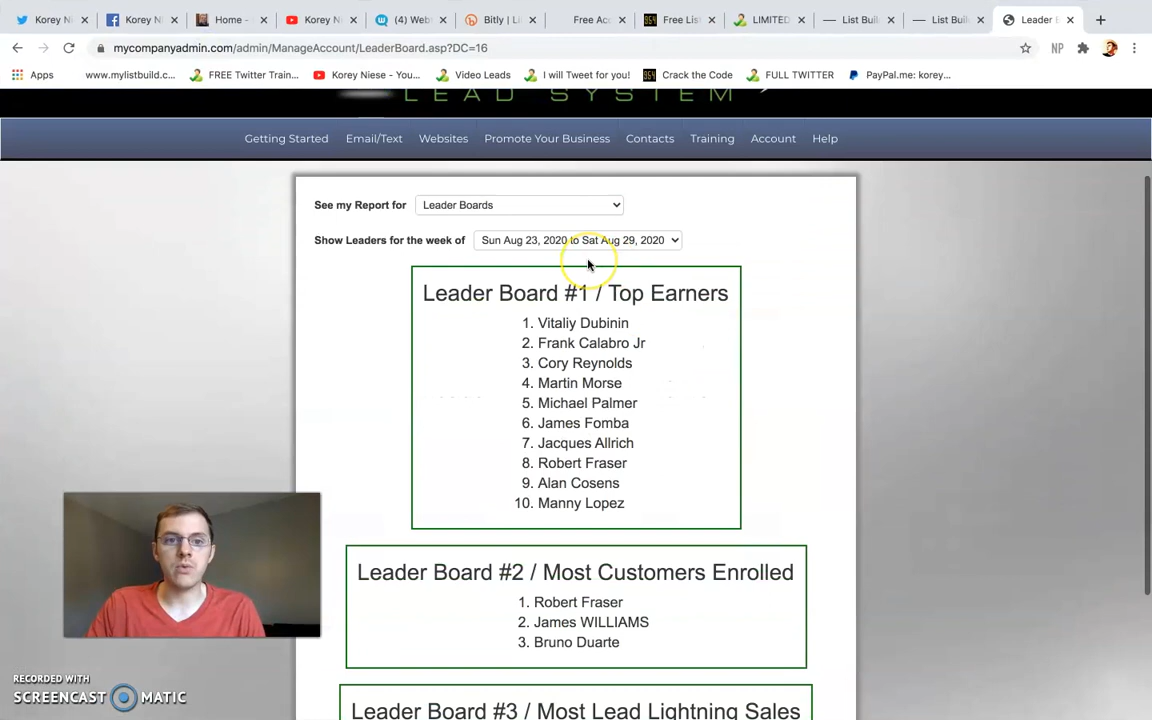 Korey N
Korey Ni
Home -
Korey N
(4) Web
Bitly | Li
Free Acc
Free Lis
LIMITED
List Buil
List Buil
Leader E
mycompanyadmin.com/admin/ManageAccount/LeaderBoard.asp?DC=16
NP
Apps
www.mylistbuild.c...
FREE Twitter Train...
Korey Niese - You...
Video Leads
I will Tweet for you!
Crack the Code
FULL TWITTER
PayPal.me: korey...
LEAD SYSTEM
Getting Started Email/Text Websites Promote Your Business Contacts Training Account Help
See my Report for Leader Boards
Show Leaders for the week of Sun Aug 23, 2020 to Sat Aug 29, 2020
Leader Board #1 / Top Earners
1. Vitaliy Dubinin
2. Frank Calabro Jr
3. Cory Reynolds
4. Martin Morse
5. Michael Palmer
6. James Fomba
7. Jacques Allrich
8. Robert Fraser
9. Alan Cosens
10. Manny Lopez
Leader Board #2 / Most Customers Enrolled
1. Robert Fraser
2. James WILLIAMS
3. Bruno Duarte
Leader Board #3 / Most Lead Lightning Sales
RECORDED WITH
SCREENCAST MATIC